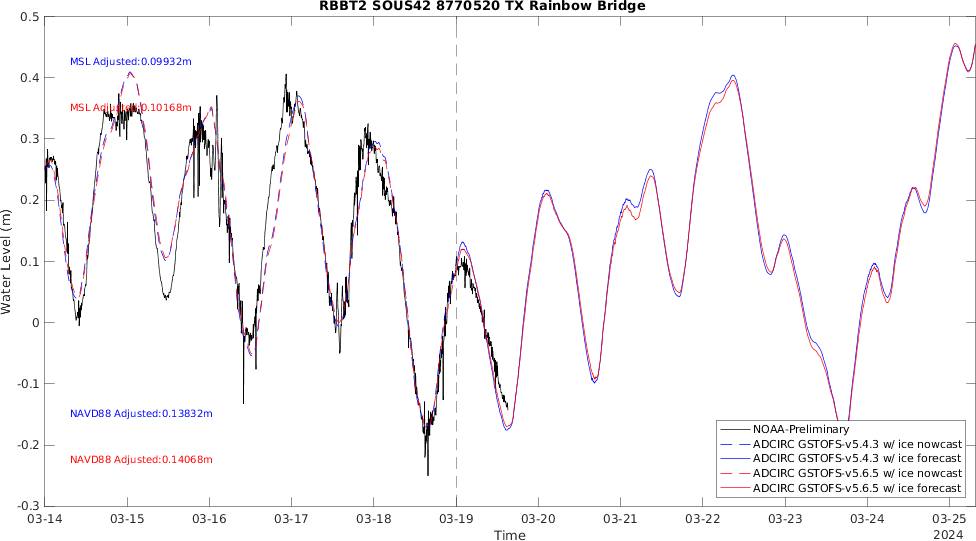 RBBT2 SOUS42 8770520 TX Rainbow Bridge
0.5
0.4
0.3
0.2
0.1
0
-0.1
-0.2
-0.3
Water Level (m)
MSL Adjusted:0.09932m
MSL Adjusted:0.10168m
NAVD88 Adjusted:0.13832m
NAVD88 Adjusted:0.14068m
NOAA-Preliminary
ADCIRC GSTOFS-v5.4.3 w/ ice nowcast
ADCIRC GSTOFS-v5.4.3 w/ ice forecast
ADCIRC GSTOFS-v5.6.5 w/ ice nowcast
ADCIRC GSTOFS-v5.6.5 w/ ice forecast
03-14 03-15 03-16 03-17 03-18 03-19 03-20 03-21 03-22 03-23 03-24 03-25
Time
2024